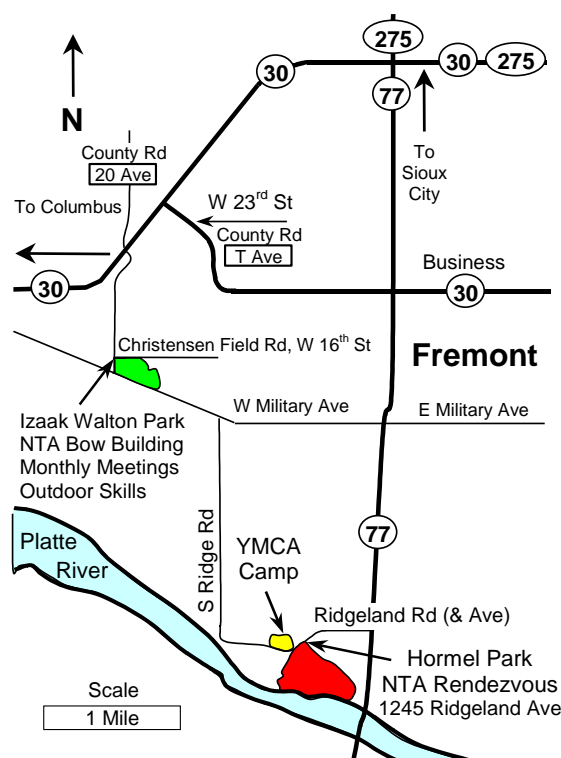 275
30
30
275
77
N
I
County Rd
20 Ave
To
Sioux
City
To Columbus
W 23rd St
County Rd
T Ave
Business
30
30
Christensen Field Rd, W 16th St
Fremont
W Military Ave
E Military Ave
Izaak Walton Park
NTA Bow Building
Monthly Meetings
Outdoor Skills
S Ridge Rd
77
Platte
River
YMCA
Camp
Ridgeland Rd (& Ave)
Hormel Park
NTA Rendezvous
1245 Ridgeland Ave
Scale
1 Mile